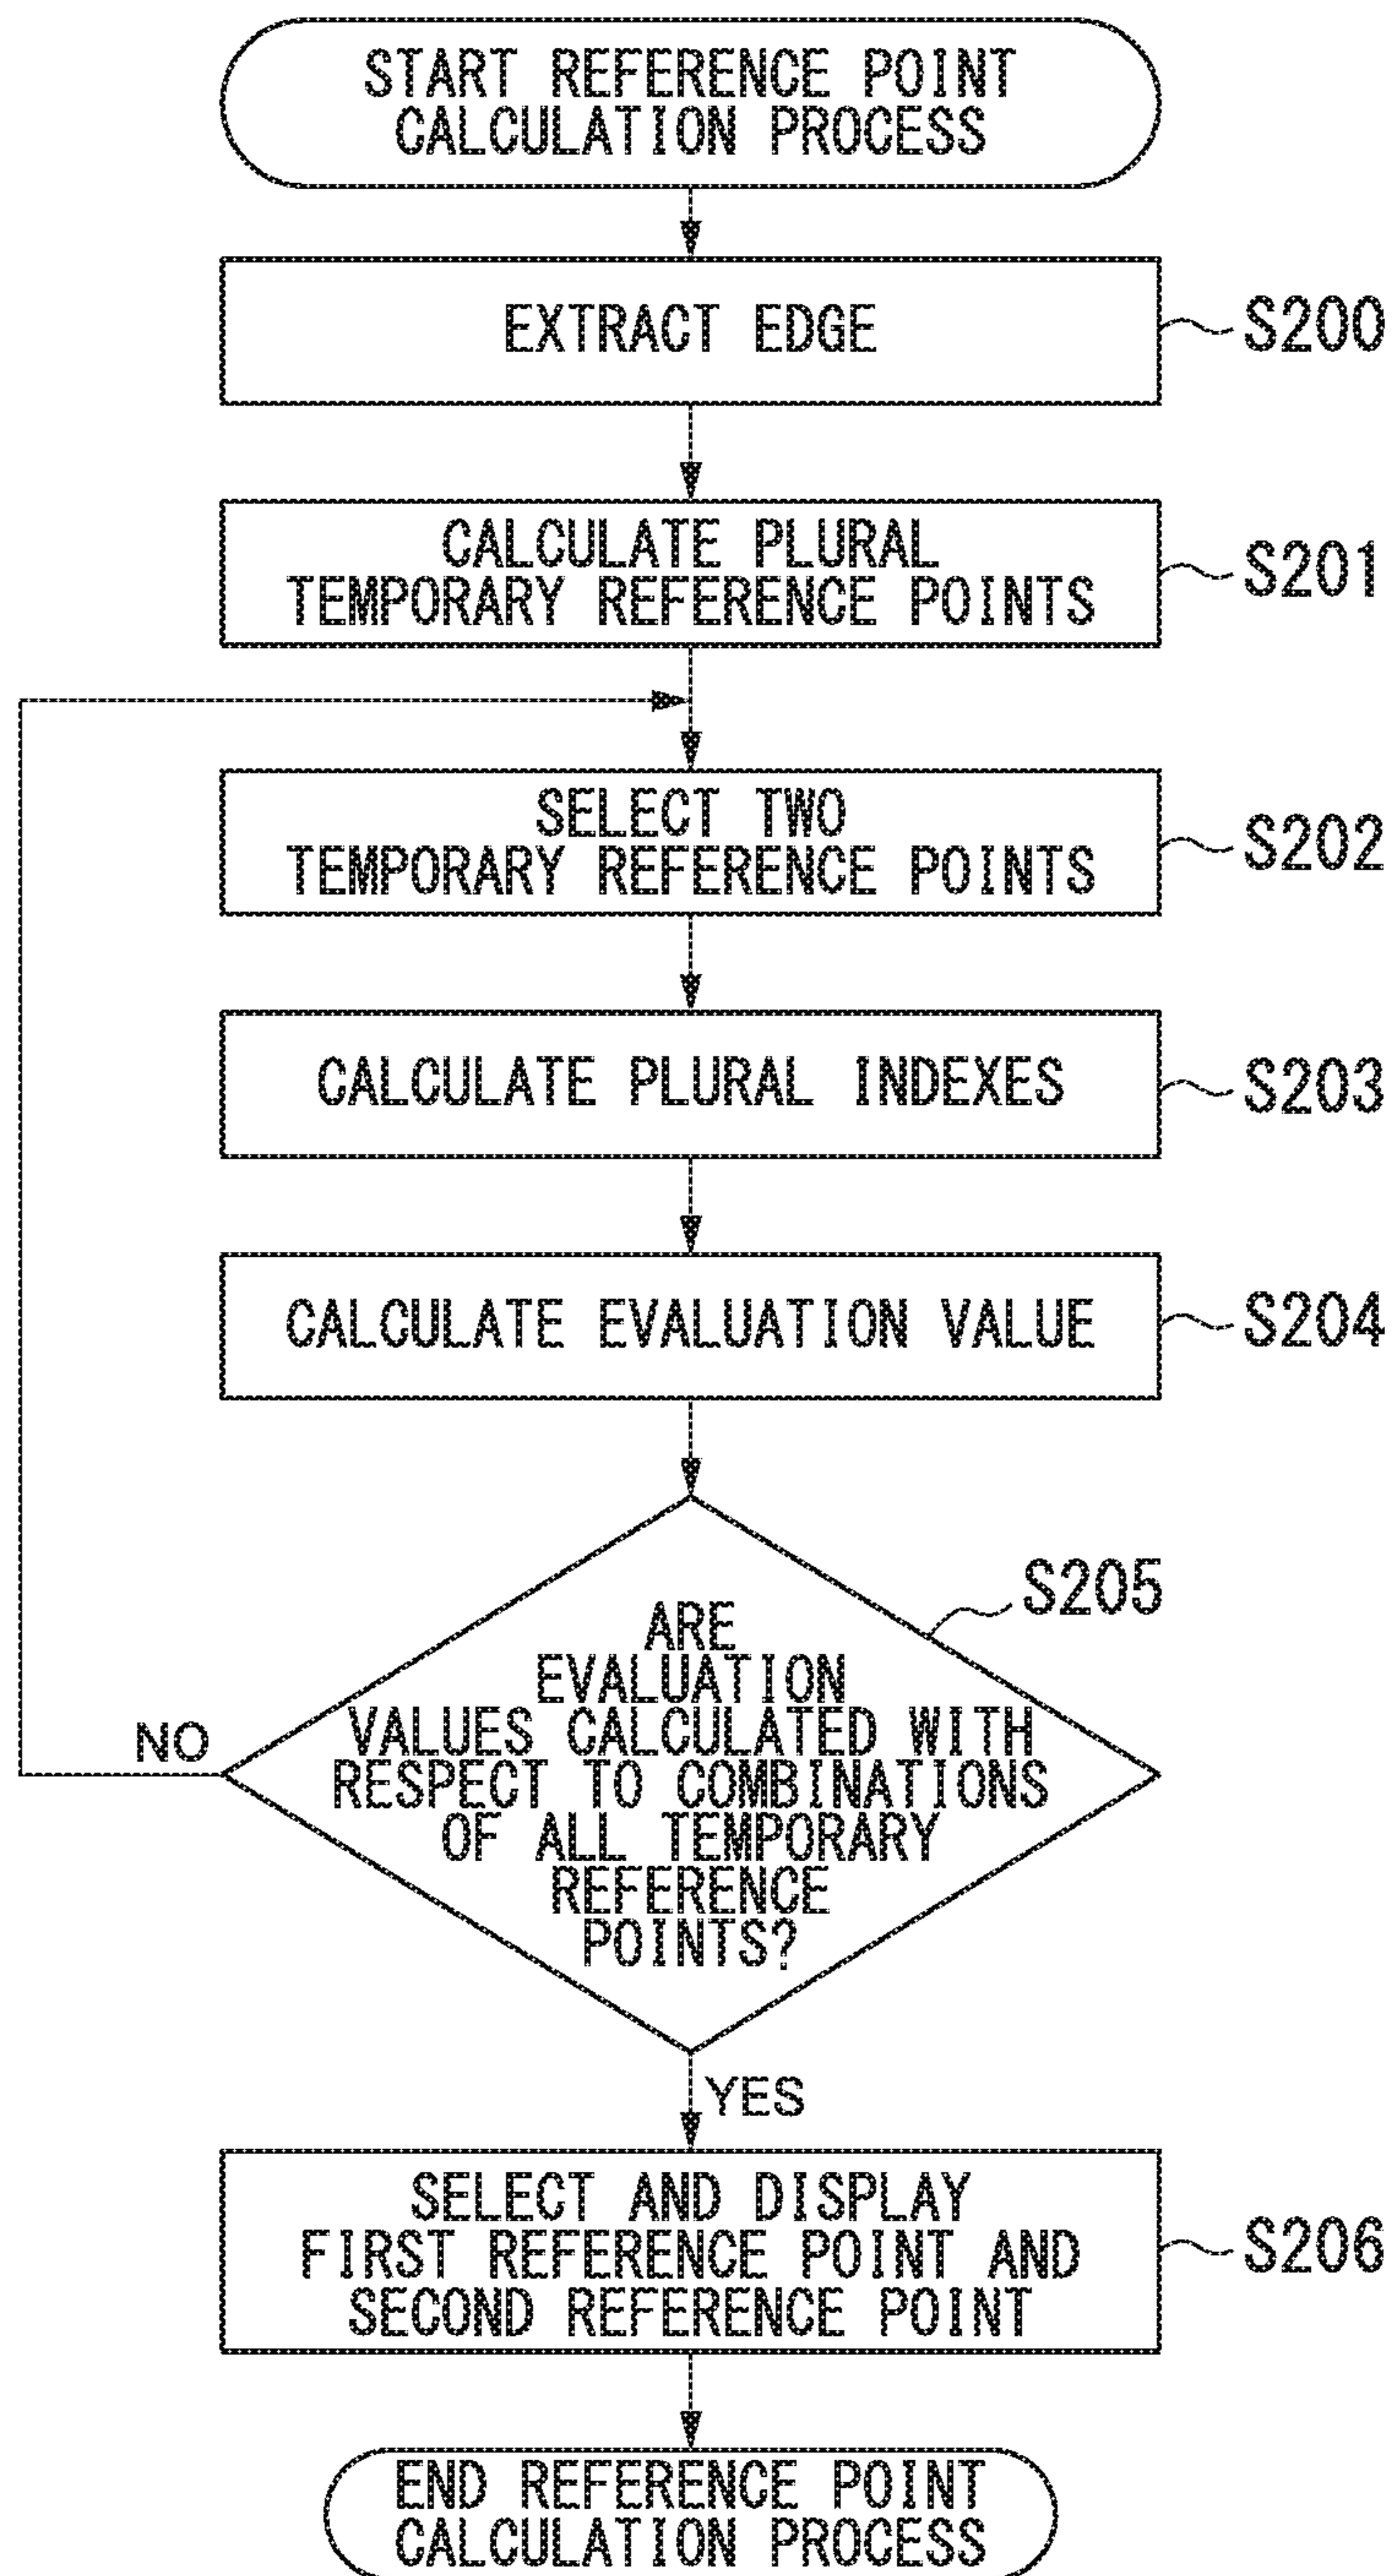 START REFERENCE POINT
CALCULATION PROCESS
EXTRACT EDGE
S200
CALCULATE PLURAL
TEMPORARY REFERENCE POINTS
S201
SELECT TWO
TEMPORARY REFERENCE POINTS
S202
CALCULATE PLURAL INDEXES
S203
CALCULATE EVALUATION VALUE
S204
S205
ARE
EVALUATION
VALUES CALCULATED WITH
RESPECT TO COMBINATIONS
OF ALL TEMPORARY
REFERENCE
POINTS?
NO
YES
SELECT AND DISPLAY
FIRST REFERENCE POINT AND
SECOND REFERENCE POINT
S206
END REFERENCE POINT
CALCULATION PROCESS